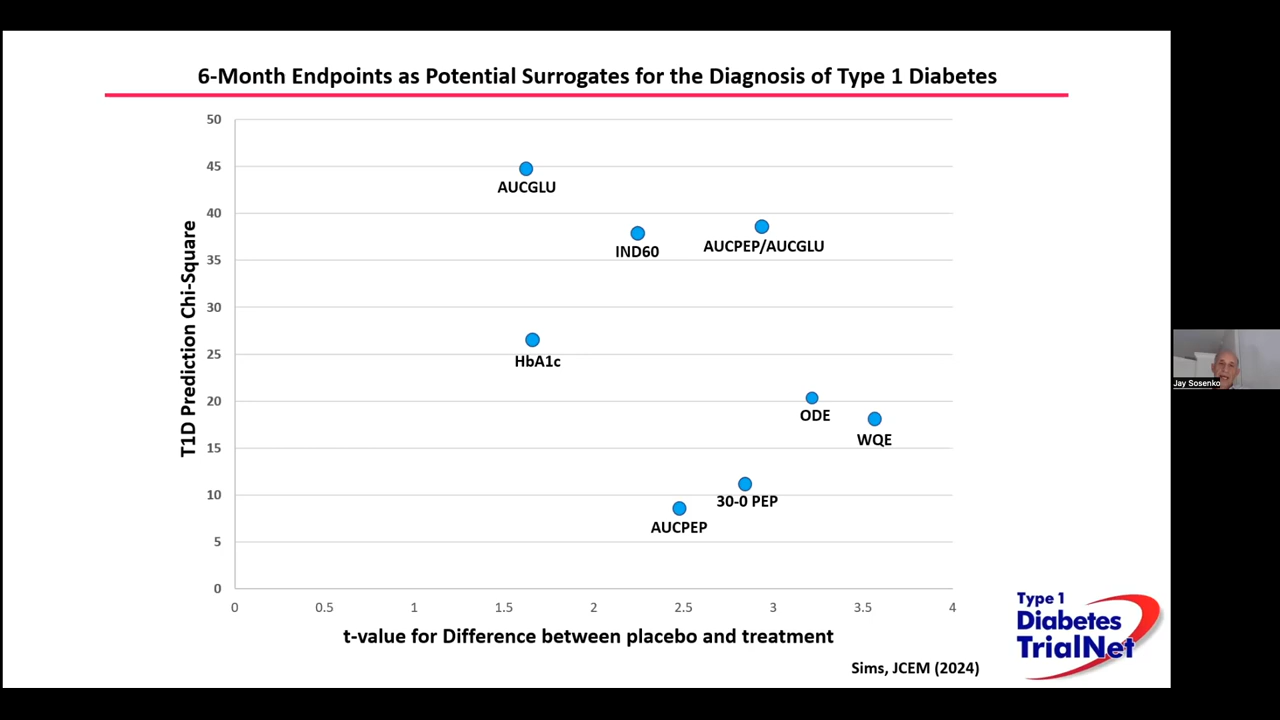 6-Month Endpoints as Potential Surrogates for the Diagnosis of Type 1 Diabetes
T1D Prediction Chi-Square
50
45
40
35
30
25
20
15
10
5
0
AUCGLU
IND60
AUCPEP/AUCGLU
HbA1c
ODE
WQE
30-0 PEP
AUCPEP
0
0.5
1
1.5
2
2.5
3
3.5
4
t-value for Difference between placebo and treatment
Sims, JCEM (2024)
Type 1
Diabetes
TrialNet
Jay Sosenko